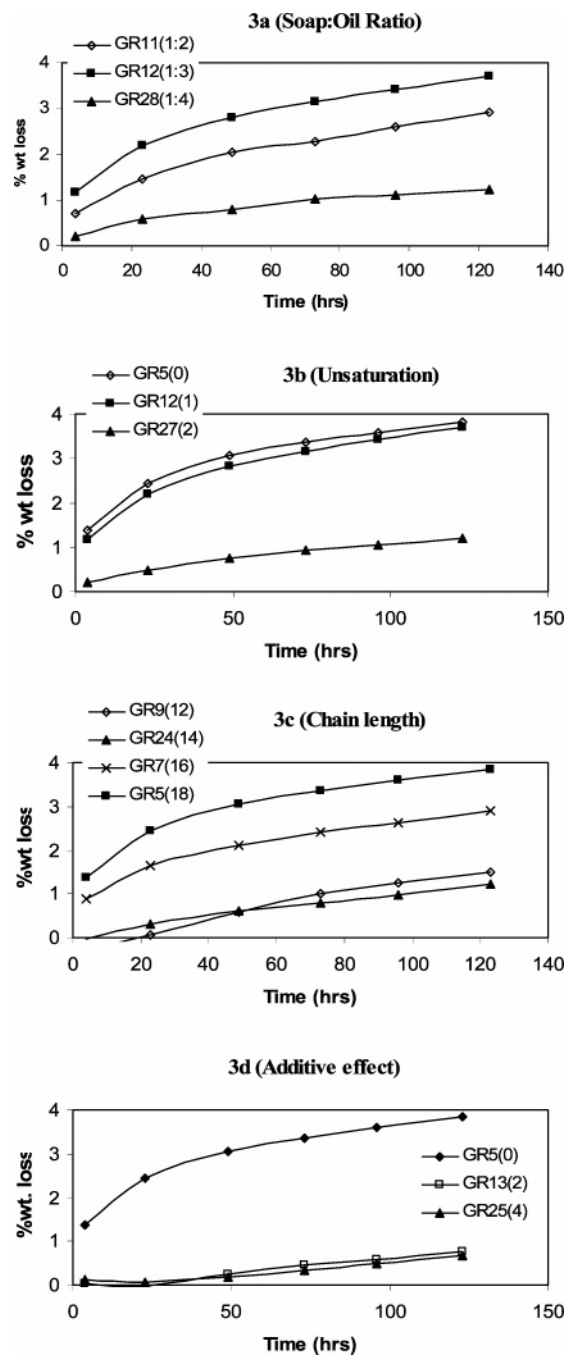 3a (Soap:Oil Ratio)
GR11(1:2)
GR12(1:3)
GR28(1:4)
4
3
2
1
0
% wt loss
0 20 40 60 80 100 120 140
Time (hrs)
3b (Unsaturation)
GR5(0)
GR12(1)
GR27(2)
4
3
2
1
0
% wt loss
0 50 100 150
Time (hrs)
3c (Chain length)
GR9(12)
GR24(14)
GR7(16)
GR5(18)
4
3
2
1
0
%wt loss
0 20 40 60 80 100 120 140
Time (hrs)
3d (Additive effect)
4
3
2
1
0
%wt. loss
GR5(0)
GR13(2)
GR25(4)
0 50 100 150
Time (hrs)